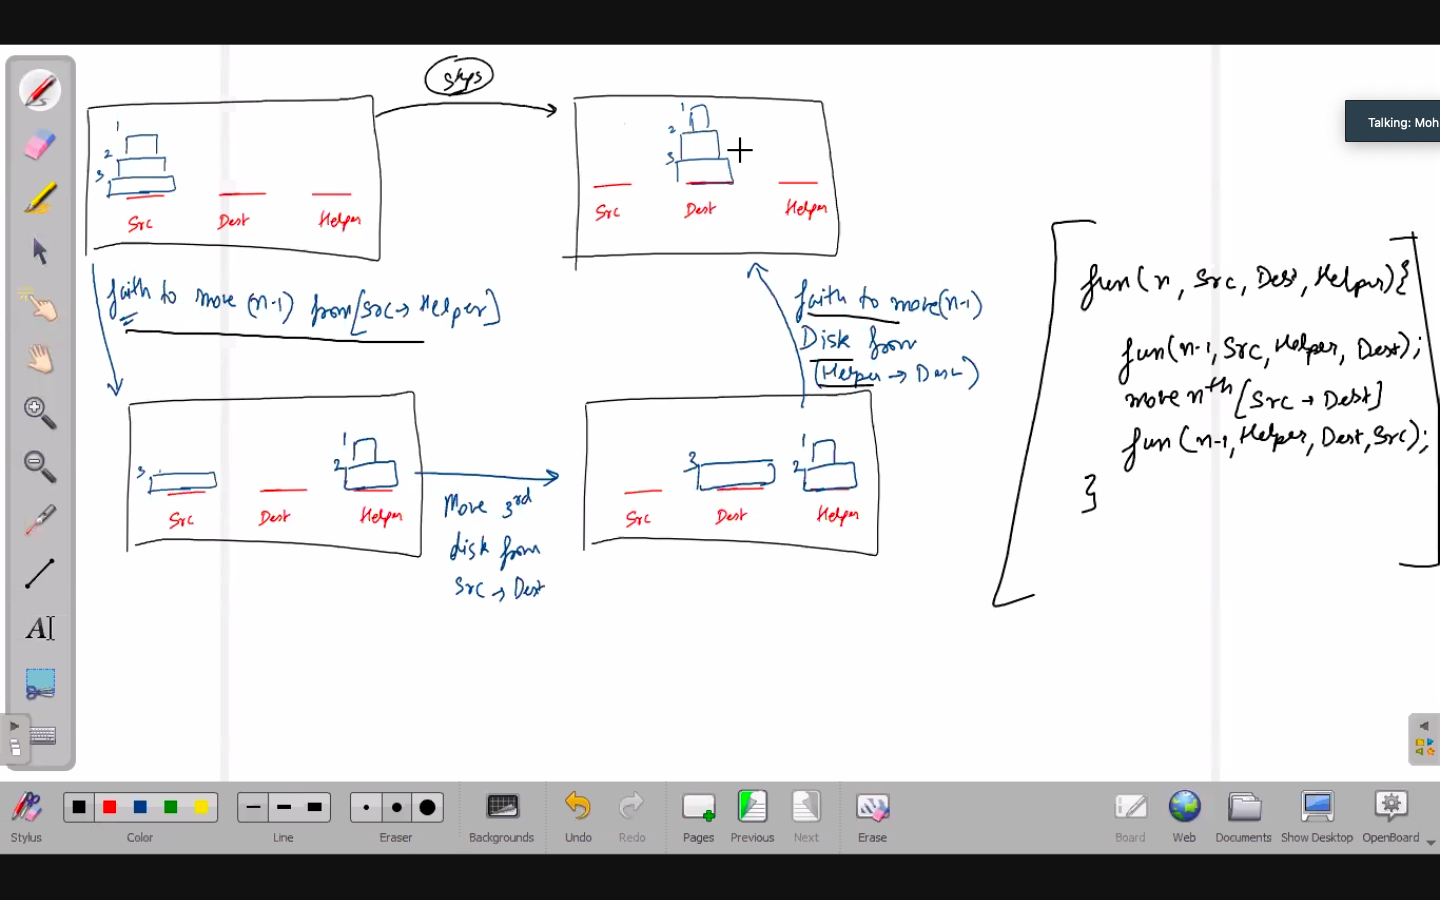 Steps
Talking: Moh
1
2
3
Src
Dest
Helper
1
2
3
Src
Dest
Helper
faith to move (n-1) from [Src → Helper]
faith to move (n-1)
Disk from
(Helper → Dest)
fun(n, Src, Dest, Helper){
fun(n-1, Src, Helper, Dest);
move nth [Src → Dest]
fun(n-1, Helper, Dest, Src);
}
3
1
2
Src
Dest
Helper
Move 3rd
disk from
Src → Dest
3
1
2
Src
Dest
Helper
A
Stylus
Color
Line
Eraser
Backgrounds
Undo
Redo
Pages
Previous
Next
Erase
Board
Web
Documents
Show Desktop
OpenBoard